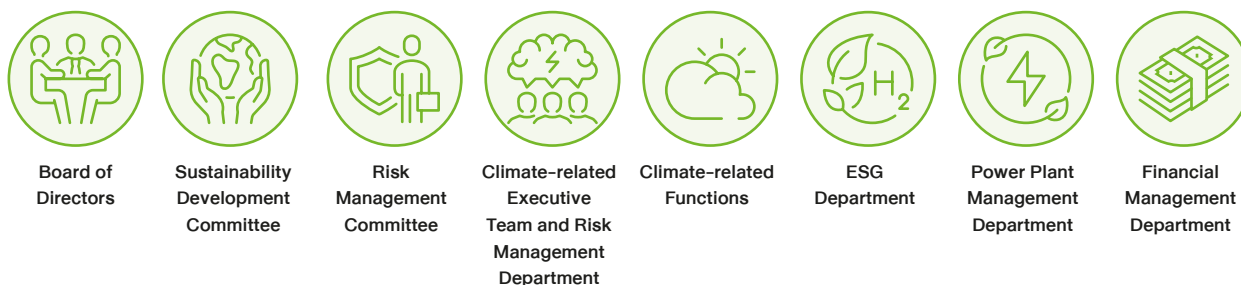 H2
Board of
Directors
Sustainability
Development
Committee
Risk
Management
Committee
Climate-related
Executive
Team and Risk
Management
Department
Climate-related
Functions
ESG
Department
Power Plant
Management
Department
Financial
Management
Department